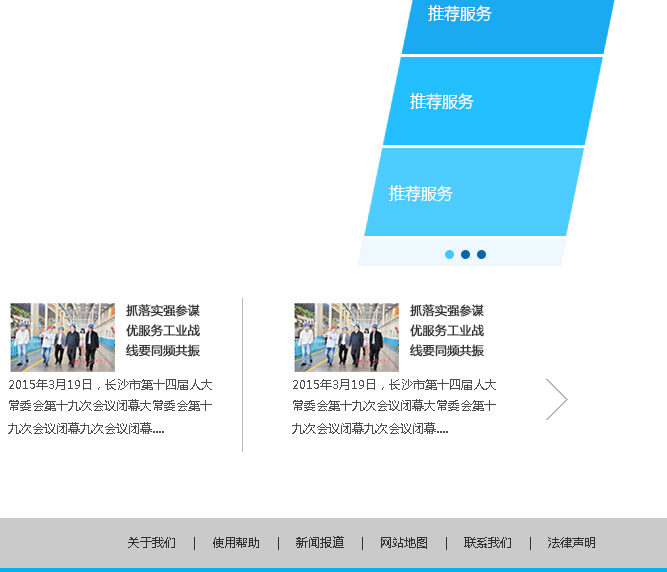 推荐服务
推荐服务
推荐服务
抓落实强参谋
优服务工业战
线要同频共振
2015年3月19日，长沙市第十四届人大
常委会第十九次会议闭幕大常委会第十
九次会议闭幕九次会议闭幕....
抓落实强参谋
优服务工业战
线要同频共振
2015年3月19日，长沙市第十四届人大
常委会第十九次会议闭幕大常委会第十
九次会议闭幕九次会议闭幕....
关于我们 | 使用帮助 | 新闻报道 | 网站地图 | 联系我们 | 法律声明